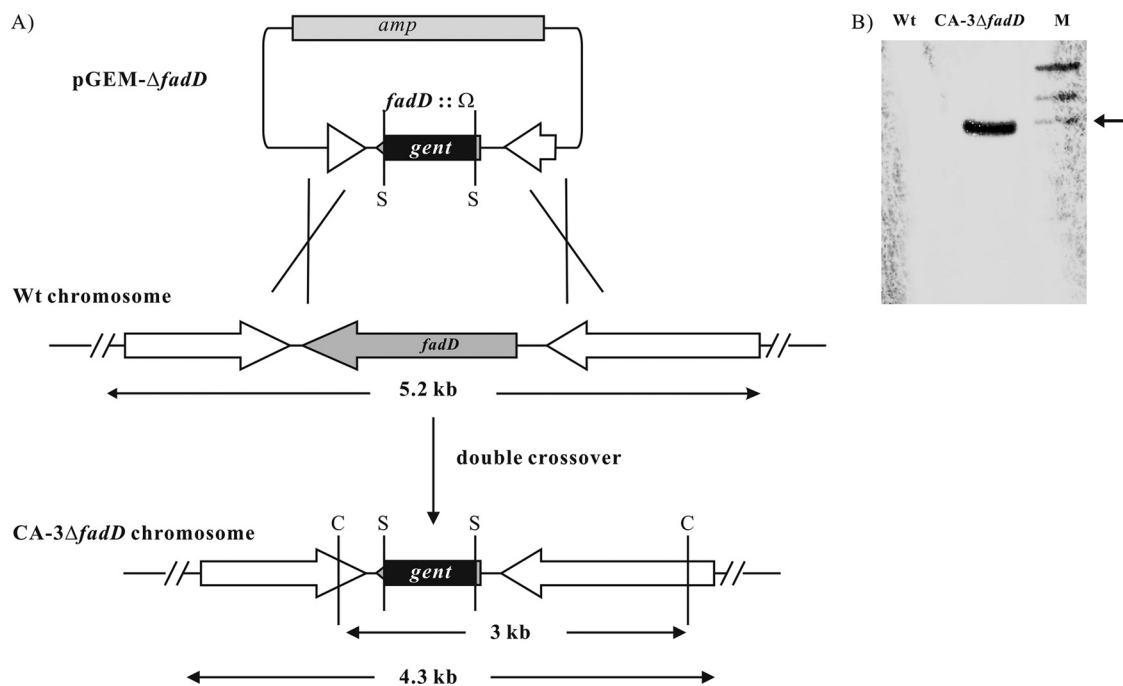 A)
amp
pGEM-ΔfadD
fadD :: Ω
gent
S S
Wt chromosome
fadD
5.2 kb
double crossover
CA-3ΔfadD chromosome
C S S C
gent
3 kb
4.3 kb
B) Wt CA-3ΔfadD M